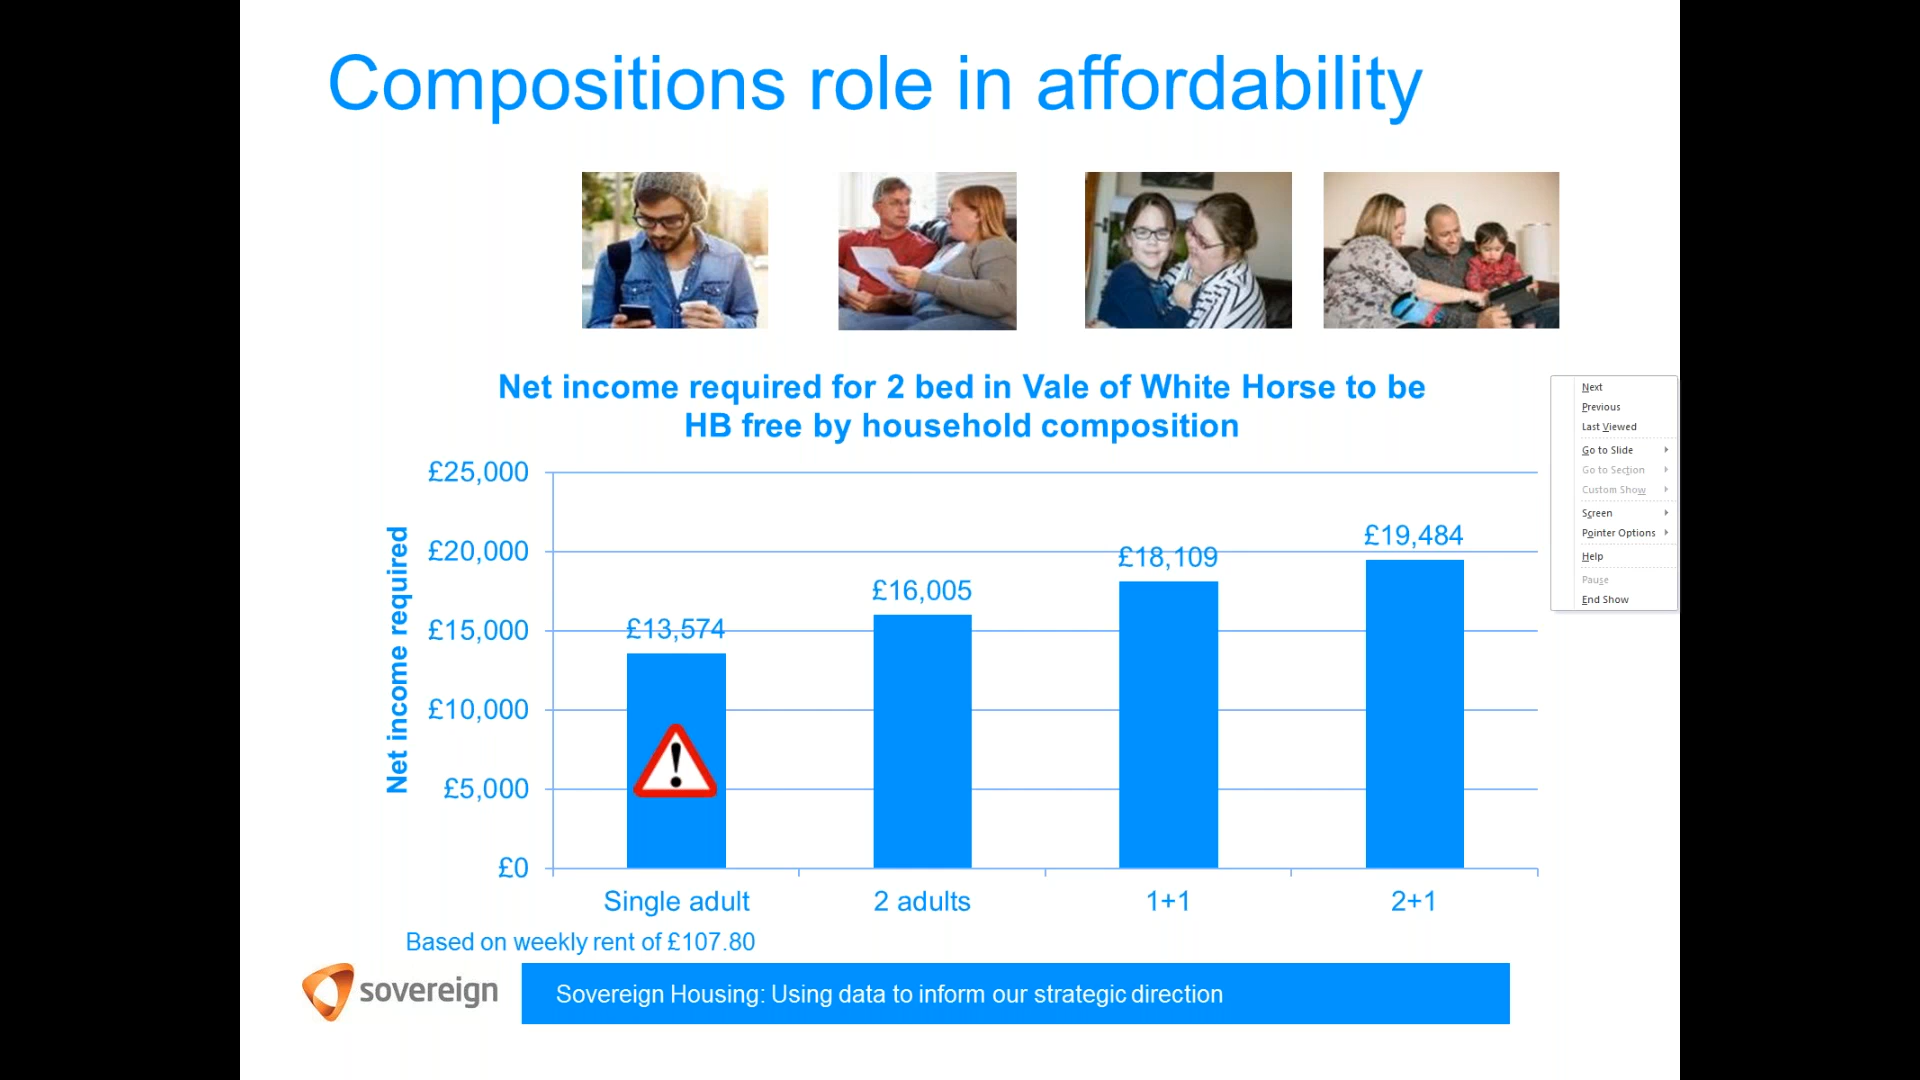 Compositions role in affordability
Net income required for 2 bed in Vale of White Horse to be
HB free by household composition
Net income required
£25,000
£20,000
£15,000
£10,000
£5,000
£0
£13,574
£16,005
£18,109
£19,484
Single adult
2 adults
1+1
2+1
Based on weekly rent of £107.80
sovereign
Sovereign Housing: Using data to inform our strategic direction
Next
Previous
Last Viewed
Go to Slide
Go to Section
Custom Show
Screen
Pointer Options
Help
Pause
End Show